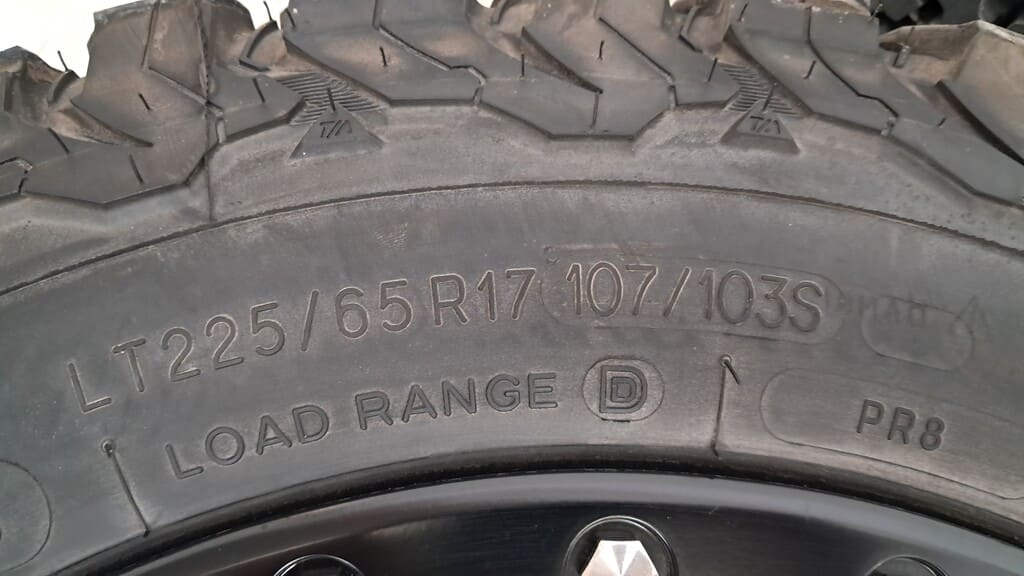 T/A
T/A
LT225/65R17 107/103S
LOAD RANGE D
PR8